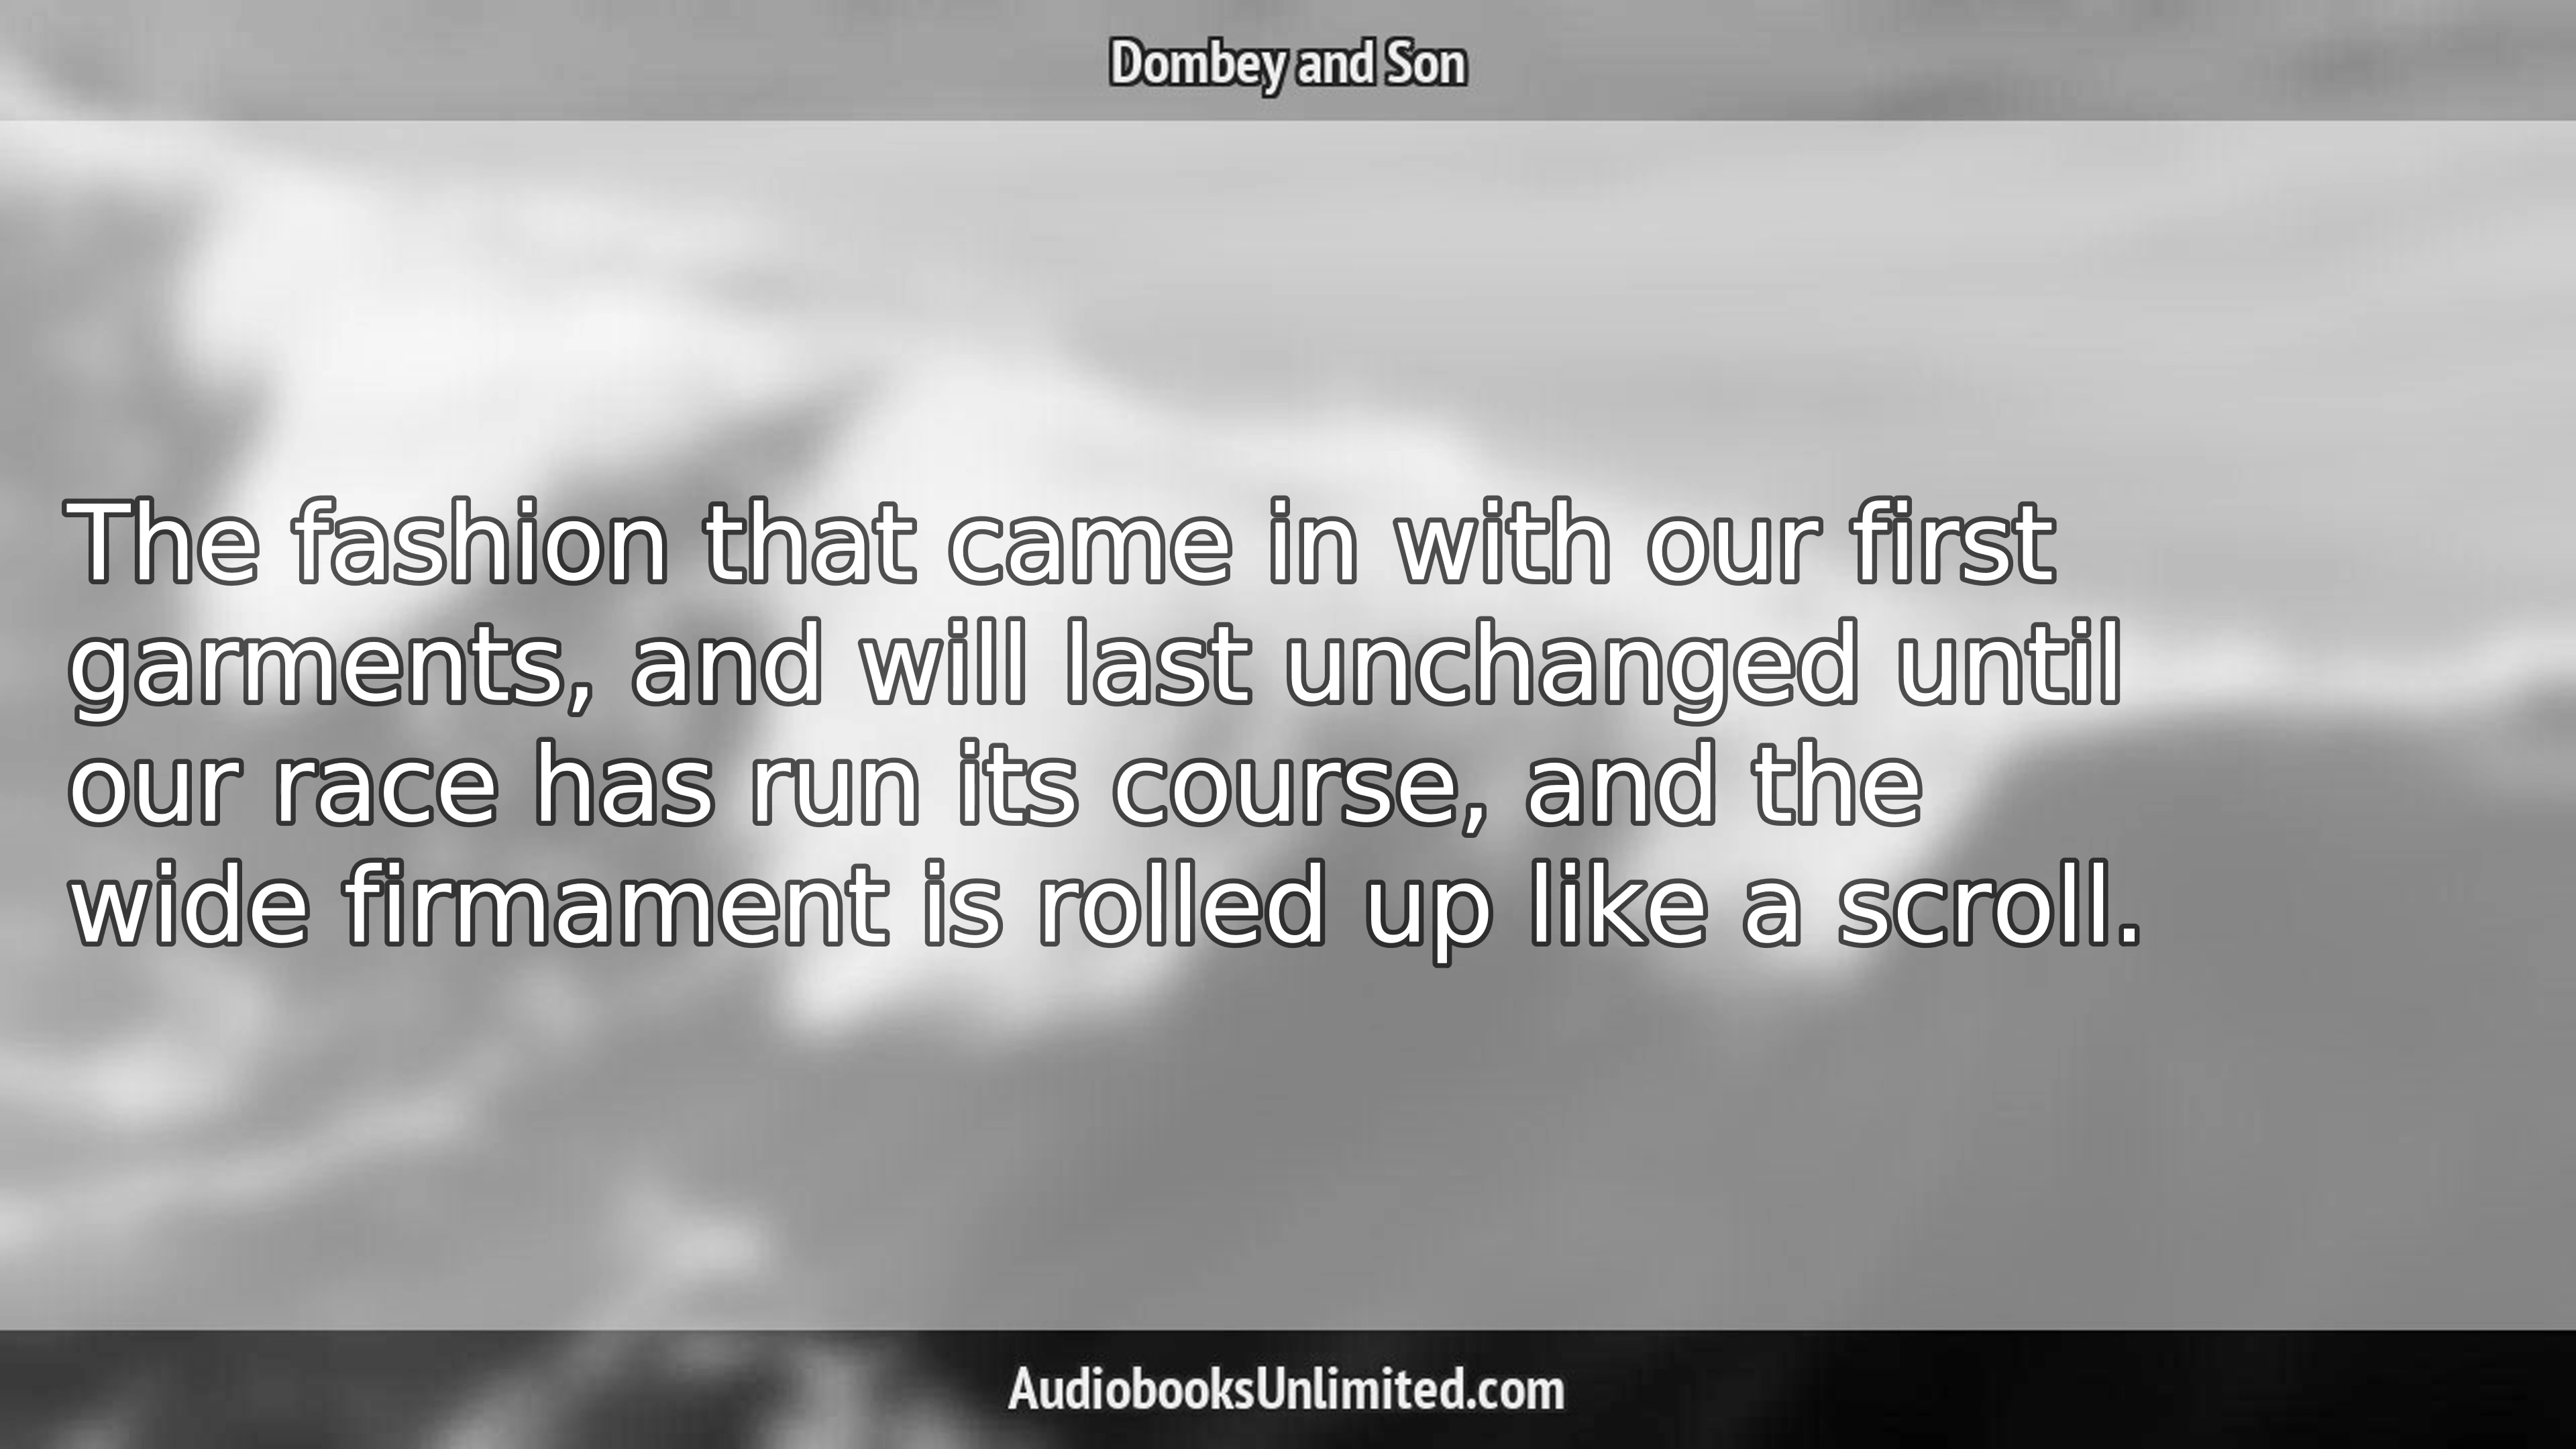 Dombey and Son
The fashion that came in with our first
garments, and will last unchanged until
our race has run its course, and the
wide firmament is rolled up like a scroll.
AudiobooksUnlimited.com